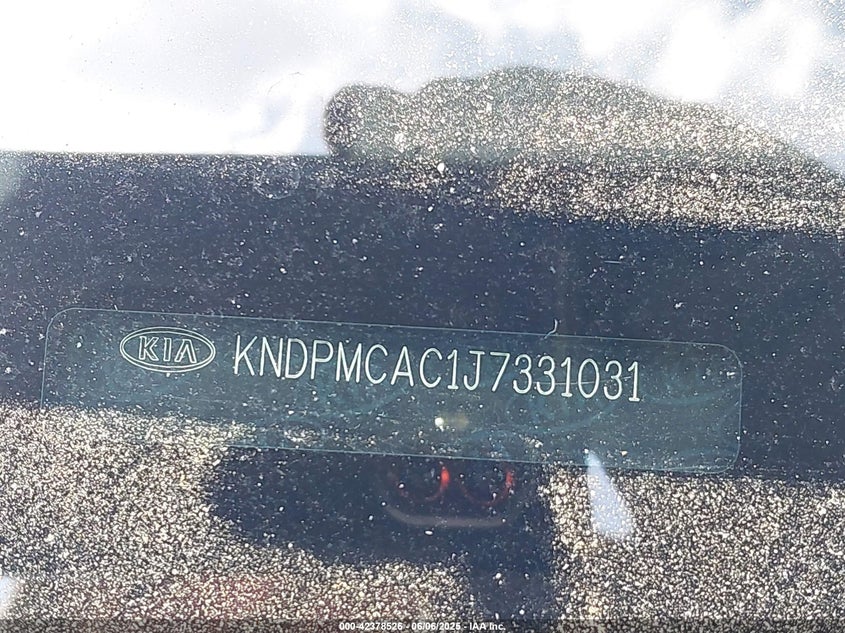 KIA KNDPMCAC1J7331031
000-42378526 - 06/06/2025 - IAA Inc.